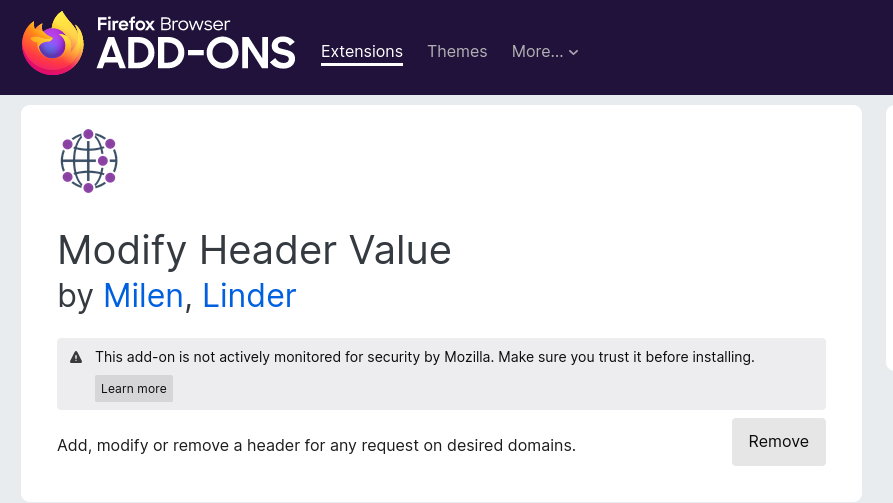 Firefox Browser
ADD-ONS
Extensions Themes More...
Modify Header Value
by Milen, Linder
This add-on is not actively monitored for security by Mozilla. Make sure you trust it before installing.
Learn more
Add, modify or remove a header for any request on desired domains.
Remove